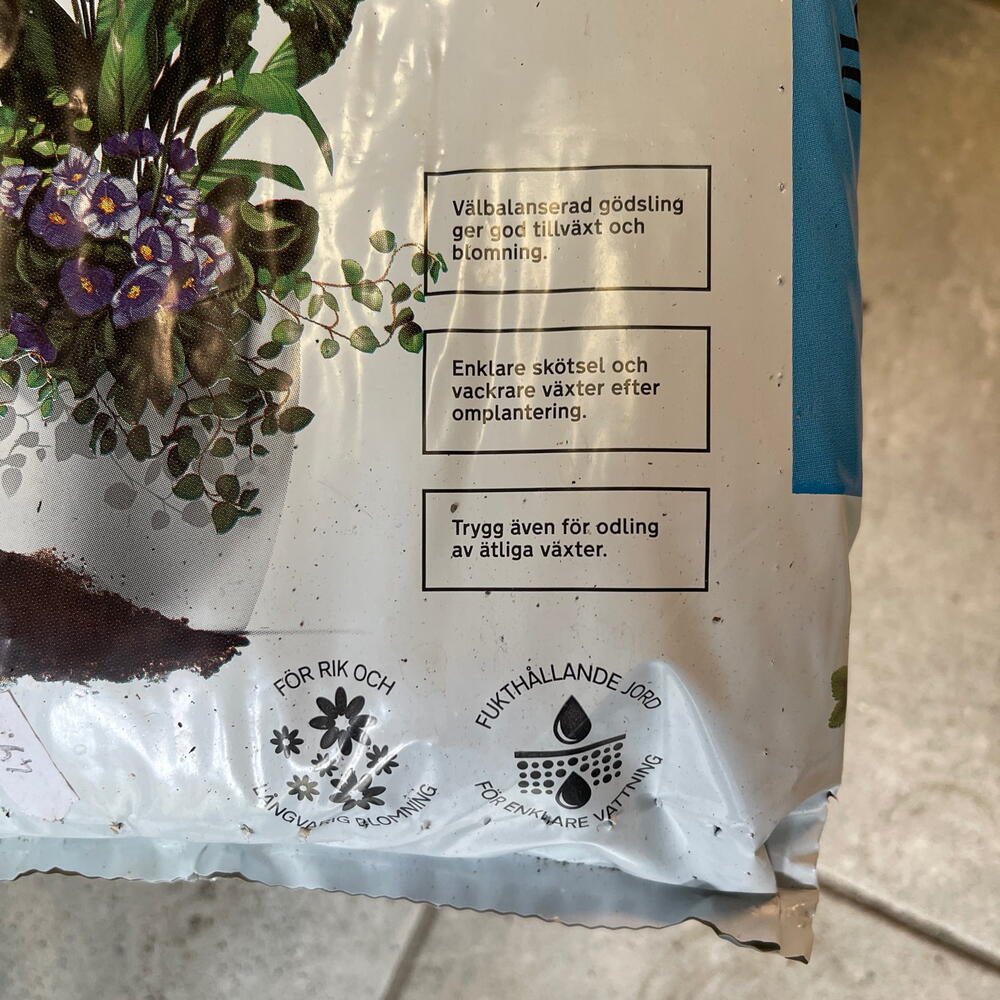 Välbalanserad gödsling
ger god tillväxt och
blomning.
Enklare skötsel och
vackrare växter efter
omplantering.
Trygg även för odling
av ätliga växter.
FÖR RIK OCH
LÅNGVARIG BLOMNING
FUKTHÅLLANDE JORD
FÖR ENKLARE VATTNING